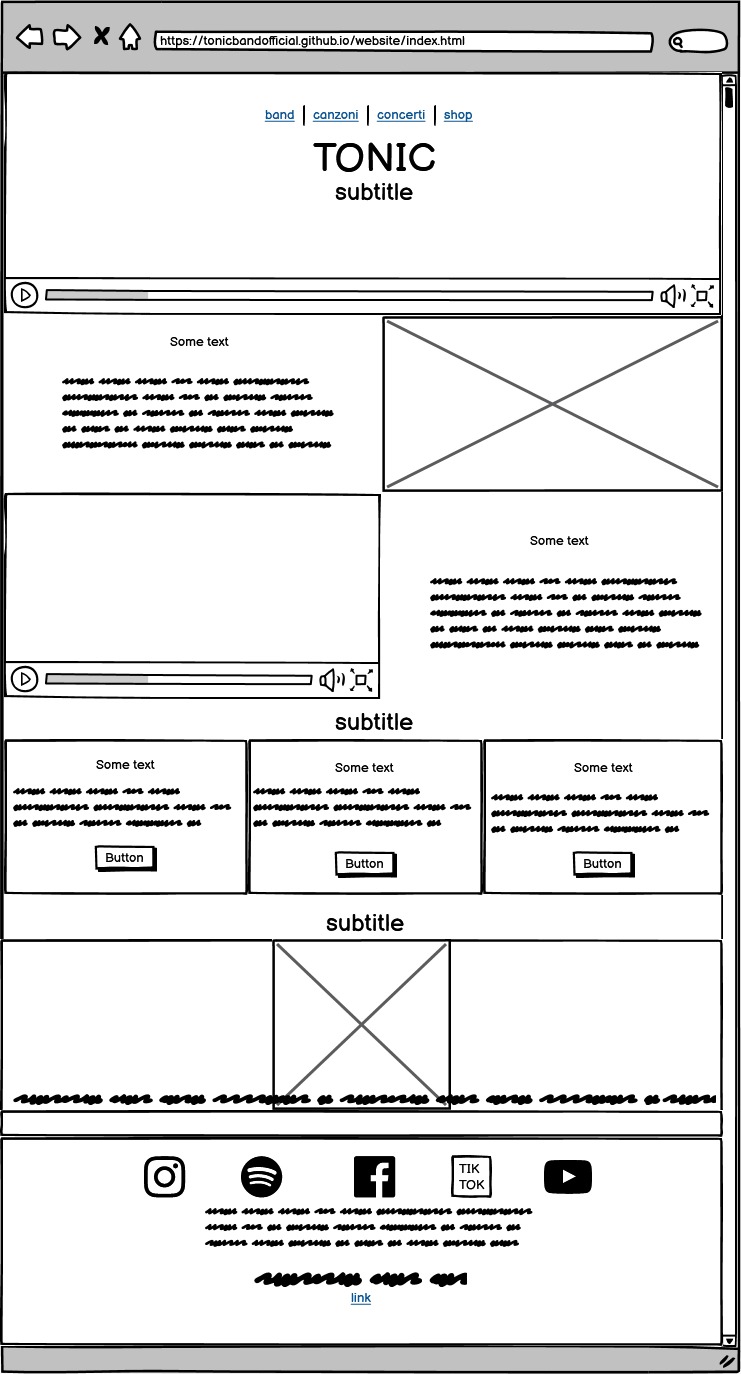 https://tonicbandofficial.github.io/website/index.html
band canzoni concerti shop
TONIC
subtitle
Some text
Some text
subtitle
Some text
Button
Some text
Button
Some text
Button
subtitle
TIK
TOK
link